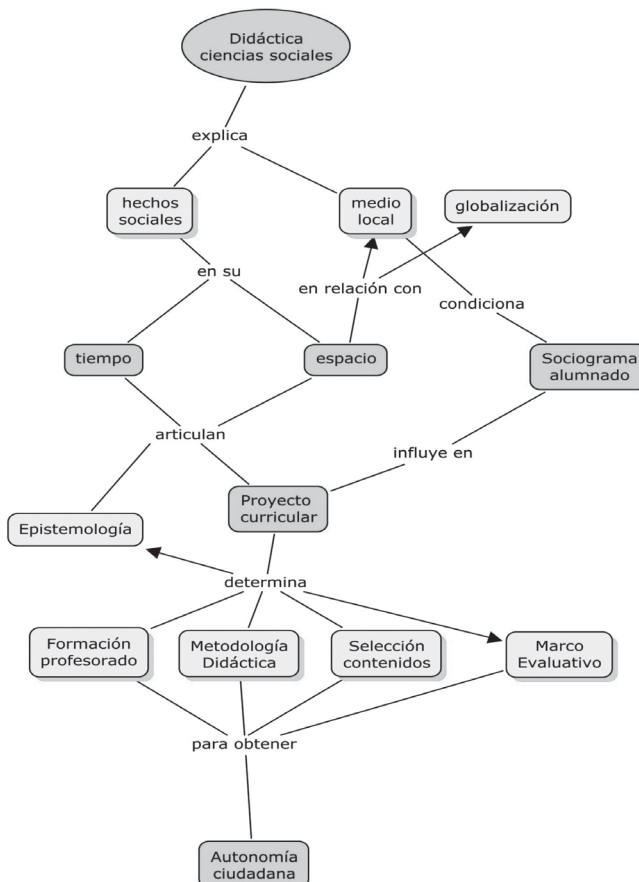 Didáctica
ciencias sociales
explica
hechos
sociales
medio
local
globalización
en su
en relación con
condiciona
tiempo
espacio
Sociograma
alumnado
articulan
influye en
Proyecto
curricular
Epistemología
determina
Formación
profesorado
Metodología
Didáctica
Selección
contenidos
Marco
Evaluativo
para obtener
Autonomía
ciudadana